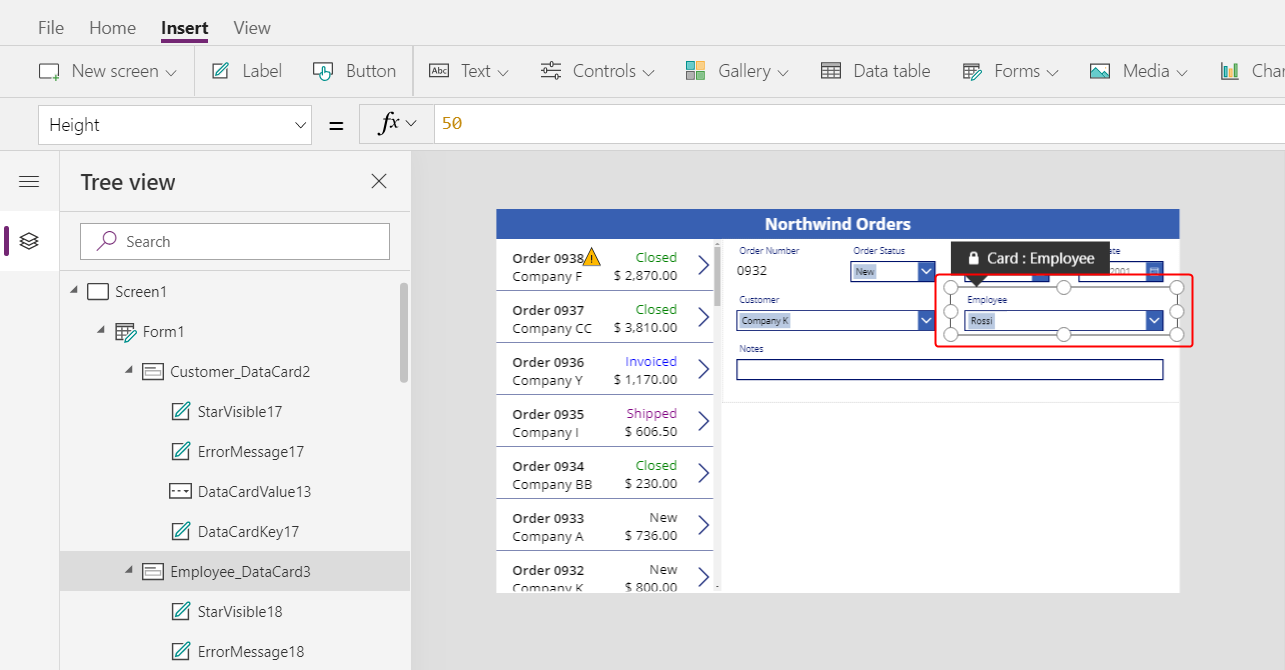 File Home Insert View
New screen Label Button Abc Text Controls Gallery Data table Forms Media
Height = fx 50
Tree view
Search
Screen1
Form1
Customer_DataCard2
StarVisible17
ErrorMessage17
DataCardValue13
DataCardKey17
Employee_DataCard3
StarVisible18
ErrorMessage18
Northwind Orders
Order 0938 Closed
Company F $ 2,870.00
Order 0937 Closed
Company CC $ 3,810.00
Order 0936 Invoiced
Company Y $ 1,170.00
Order 0935 Shipped
Company I $ 606.50
Order 0934 Closed
Company BB $ 230.00
Order 0933 New
Company A $ 736.00
Order 0932 New
Company K $ 800.00
Order Number Order Status
0932 New 2001
Card : Employee
Customer Employee
Company K Rossi
Notes